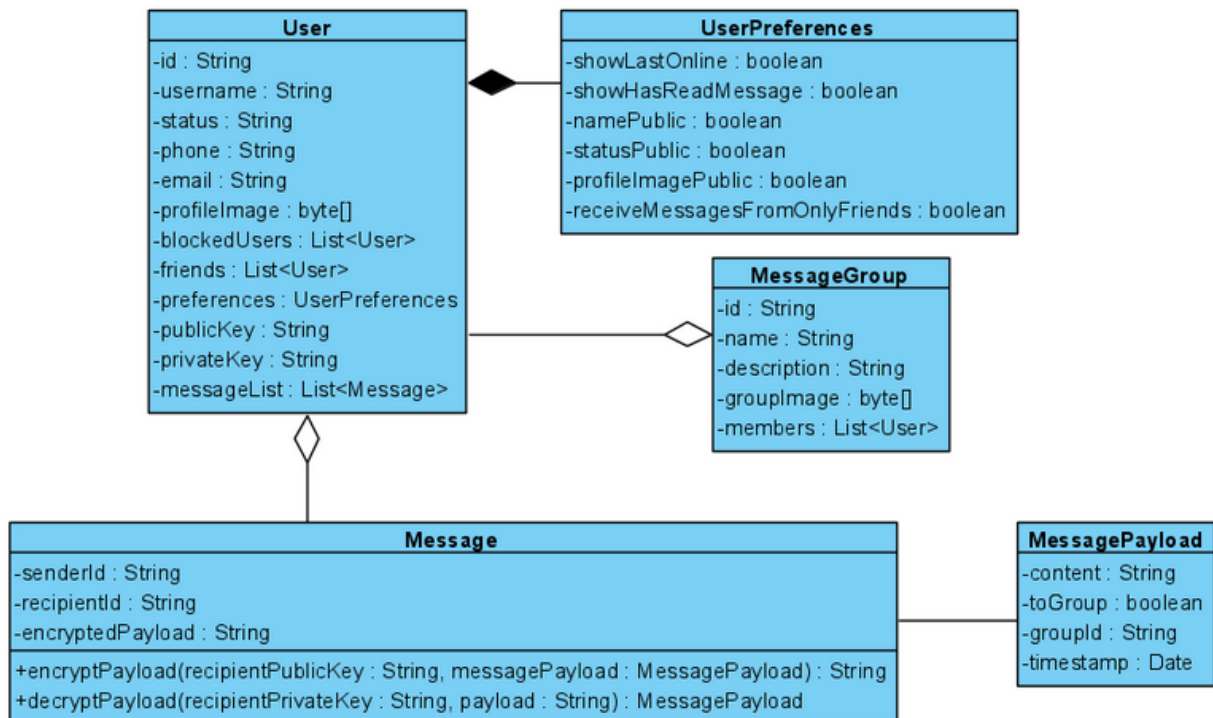 User
-id : String
-username : String
-status : String
-phone : String
-email : String
-profileImage : byte[]
-blockedUsers : List<User>
-friends : List<User>
-preferences : UserPreferences
-publicKey : String
-privateKey : String
-messageList : List<Message>
UserPreferences
-showLastOnline : boolean
-showHasReadMessage : boolean
-namePublic : boolean
-statusPublic : boolean
-profileImagePublic : boolean
-receiveMessagesFromOnlyFriends : boolean
MessageGroup
-id : String
-name : String
-description : String
-groupImage : byte[]
-members : List<User>
Message
-senderId : String
-recipientId : String
-encryptedPayload : String
+encryptPayload(recipientPublicKey : String, messagePayload : MessagePayload) : String
+decryptPayload(recipientPrivateKey : String, payload : String) : MessagePayload
MessagePayload
-content : String
-toGroup : boolean
-groupId : String
-timestamp : Date